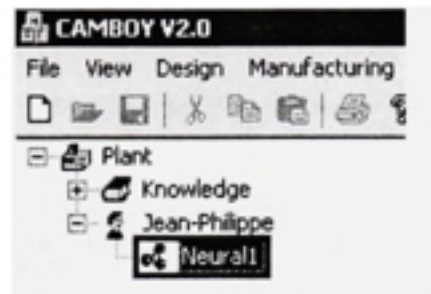 CAMBOY V2.0
File View Design Manufacturing
Plant
Knowledge
Jean-Philippe
Neural1